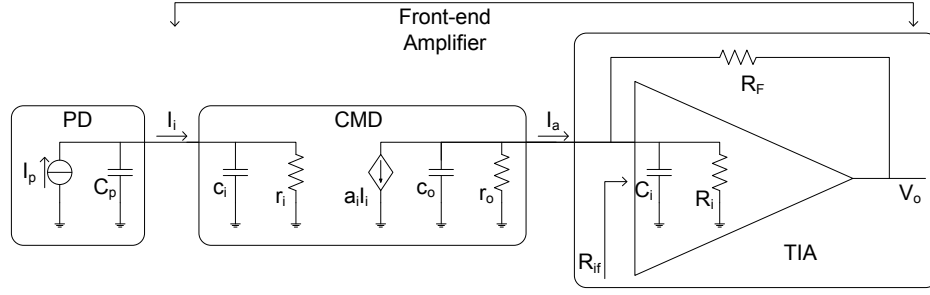 Front-end
Amplifier
PD
CMD
I_i
I_a
R_F
I_p
C_p
c_i
r_i
a_iI_i
c_o
r_o
C_i
R_i
R_if
V_o
TIA